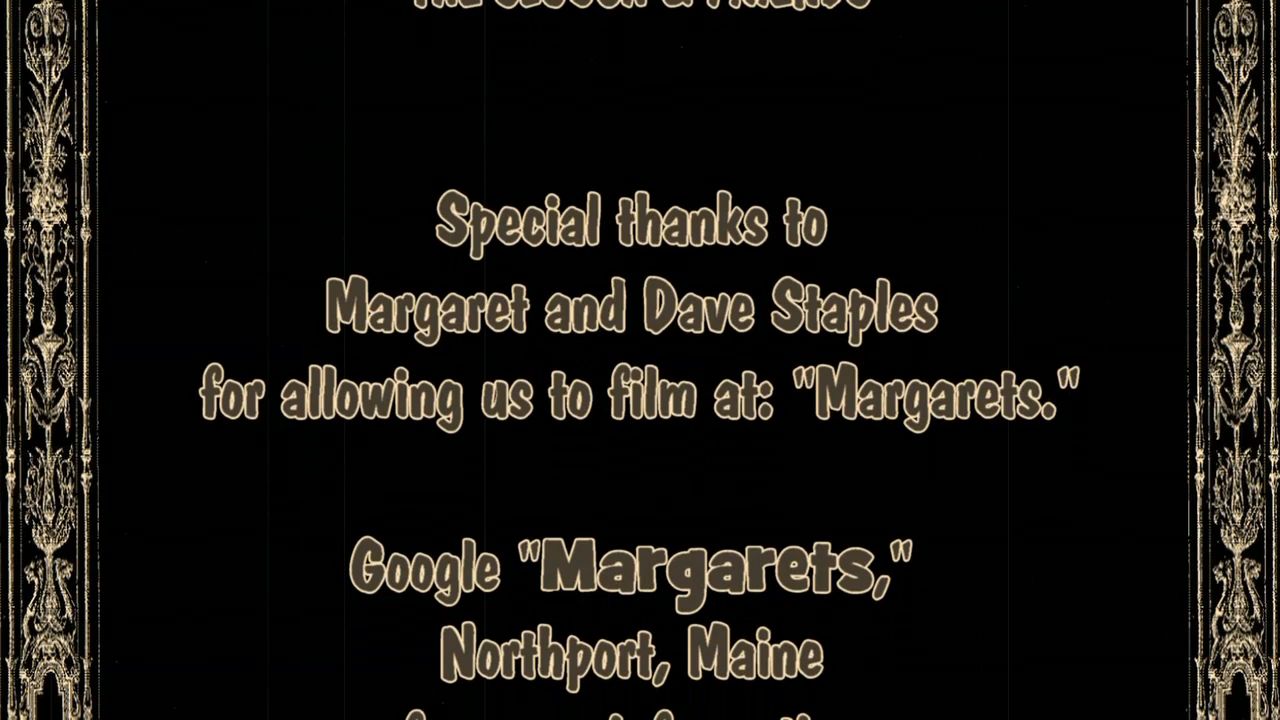 Special thanks to
Margaret and Dave Staples
for allowing us to film at: "Margarets."
Google "Margarets,"
Northport, Maine